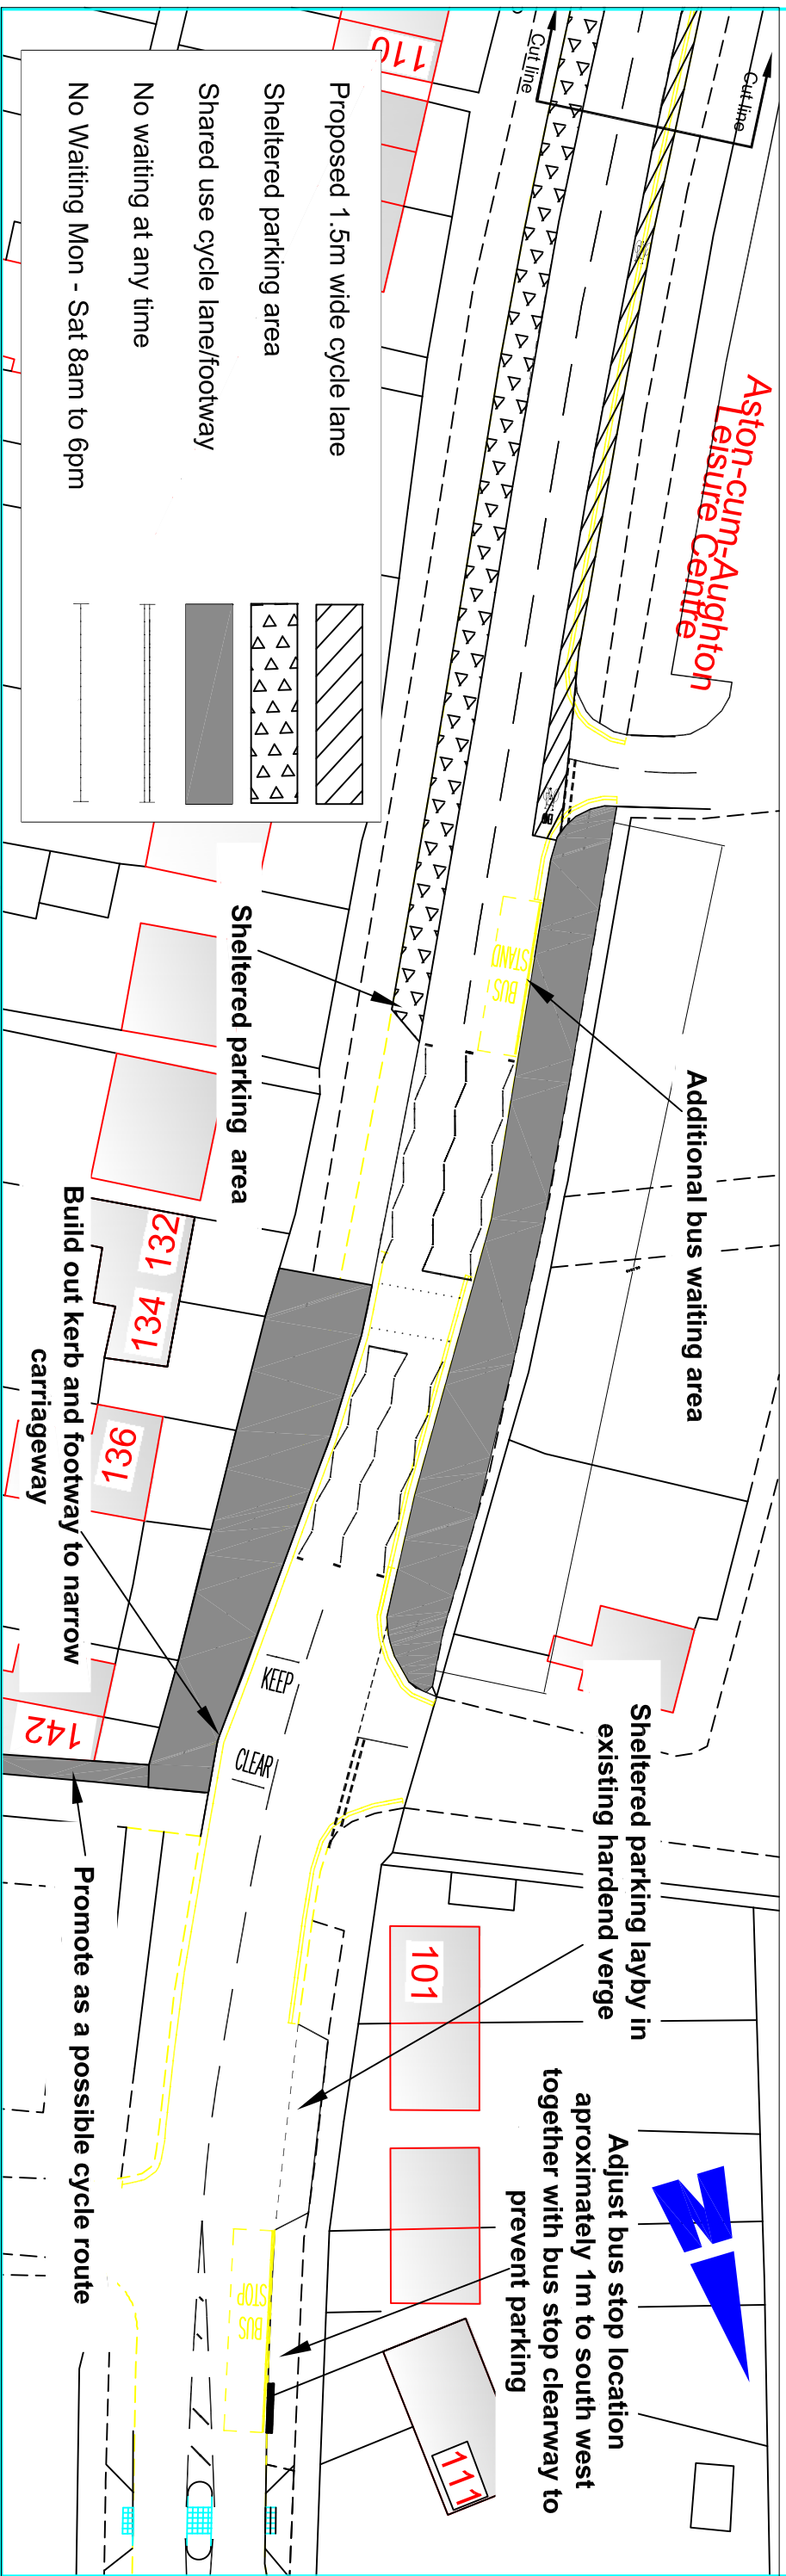 Cut line
Cut line
110
Proposed 1.5m wide cycle lane
Sheltered parking area
Shared use cycle lane/footway
No waiting at any time
No Waiting Mon - Sat 8am to 6pm
Aston-cum-Aughton
Leisure Centre
BUS
STAND
Additional bus waiting area
Sheltered parking area
132
134
136
142
Build out kerb and footway to narrow
carriageway
KEEP
CLEAR
Promote as a possible cycle route
Sheltered parking layby in
existing hardend verge
101
Adjust bus stop location
aproximately 1m to south west
together with bus stop clearway to
prevent parking
BUS
STOP
111
N